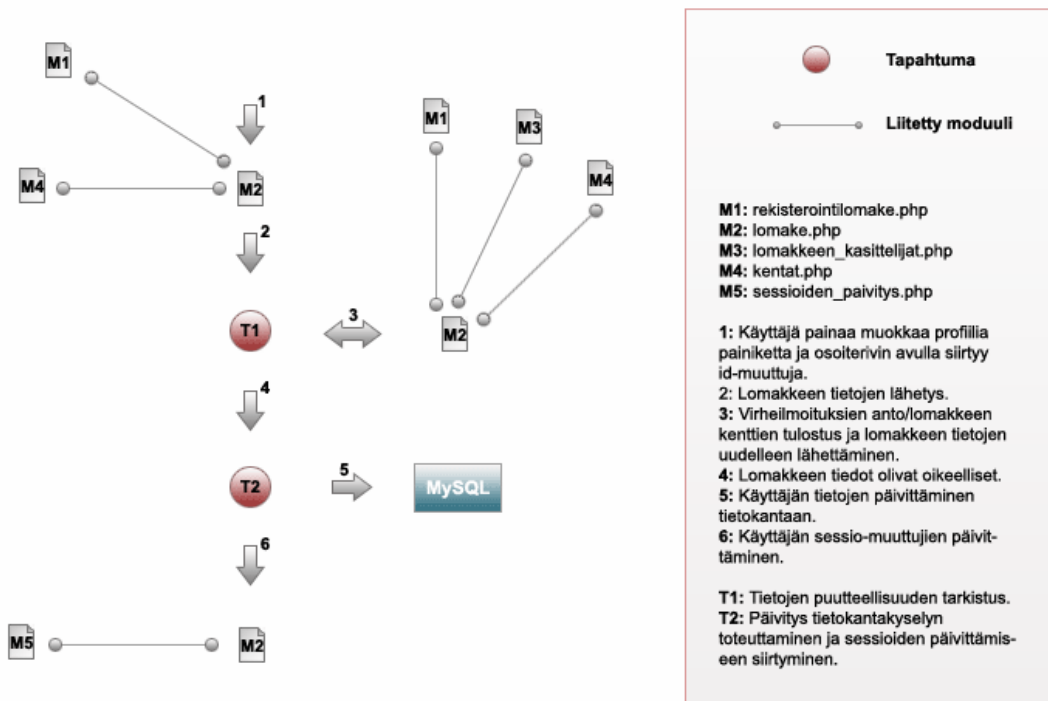 M1
1
M4
M2
2
M1
M3
M4
T1
3
M2
4
T2
5
MySQL
6
M5
M2
Tapahtuma
Liitetty moduuli
M1: rekisterointilomake.php
M2: lomake.php
M3: lomakkeen_kasittelijat.php
M4: kentat.php
M5: sessioiden_paivitys.php
1: Käyttäjä painaa muokkaa profiilia
painiketta ja osoiterivin avulla siirtyy
id-muuttuja.
2: Lomakkeen tietojen lähetys.
3: Virheilmoituksien anto/lomakkeen
kenttien tulostus ja lomakkeen tietojen
uudelleen lähettäminen.
4: Lomakkeen tiedot olivat oikeelliset.
5: Käyttäjän tietojen päivittäminen
tietokantaan.
6: Käyttäjän sessio-muuttujien päivit-
täminen.
T1: Tietojen puutteellisuuden tarkistus.
T2: Päivitys tietokantakyselyn
toteuttaminen ja sessioiden päivittämis-
een siirtyminen.